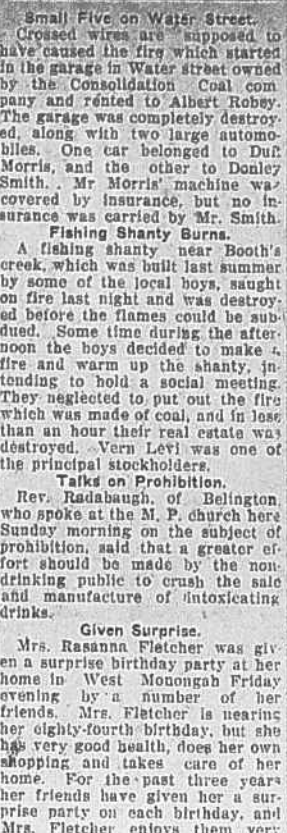 Small Five on Water Street.
Crossed wires are supposed to
have caused the fire which started
in the garage in Water street owned
by the Consolidation Coal com
pany and rented to Albert Robey.
The garage was completely destroy-
ed, along with two large automo-
biles. One car belonged to Duff
Morris, and the other to Donley
Smith. . Mr Morris' machine was
covered by insurance, but no in-
surance was carried by Mr. Smith.
Fishing Shanty Burns.
A fishing shanty near Booth's
creek, which was built last summer
by some of the local boys, saught
on fire last night and was destroy-
ed before the flames could be sub-
dued. Some time during the after-
noon the boys decided to make a
fire and warm up the shanty, in-
tending to hold a social meeting.
They neglected to put out the fire
which was made of coal, and in less
than an hour their real estate was
destroyed. Vern Levi was one of
the principal stockholders.
Talks on Prohibition.
Rev. Radabaugh, of Belington,
who spoke at the M. P. church here
Sunday morning on the subject of
prohibition, said that a greater ef-
fort should be made by the non-
drinking public to crush the sale
and manufacture of intoxicating
drinks.
Given Surprise.
Mrs. Rasanna Fletcher was giv-
en a surprise birthday party at her
home in West Monongah Friday
evening by a number of her
friends. Mrs. Fletcher is nearing
her eighty-fourth birthday, but she
has very good health, does her own
shopping and takes care of her
home. For the past three years
her friends have given her a sur-
prise party on each birthday, and
Mrs. Fletcher enjoys them very